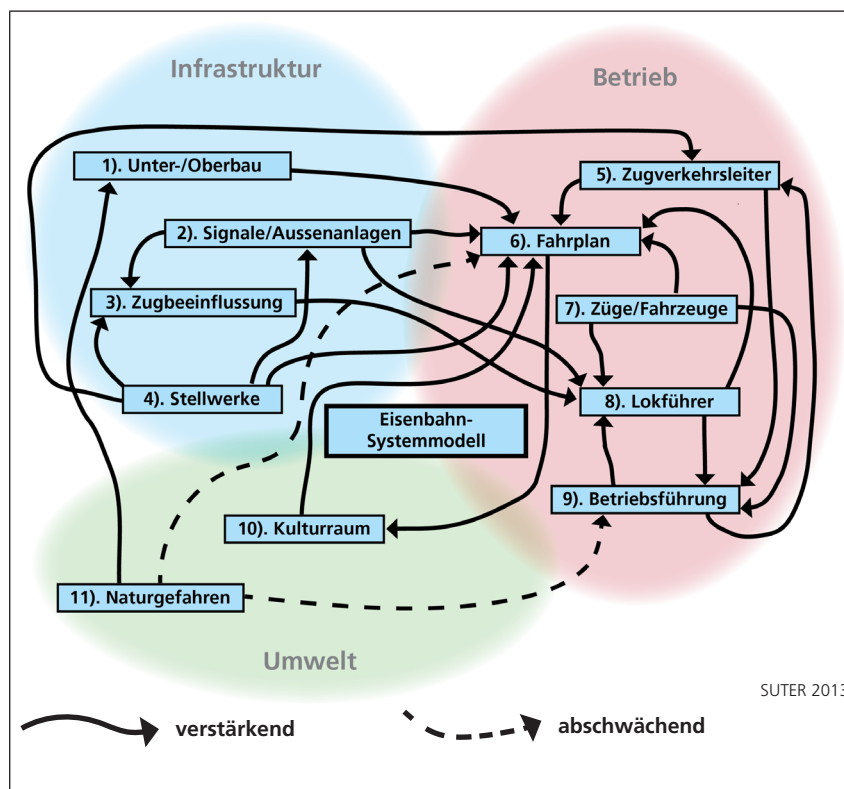 Infrastruktur
Betrieb
1). Unter-/Oberbau
5). Zugverkehrsleiter
2). Signale/Aussenanlagen
6). Fahrplan
3). Zugbeeinflussung
7). Züge/Fahrzeuge
4). Stellwerke
8). Lokführer
Eisenbahn-
Systemmodell
9). Betriebsführung
10). Kulturraum
11). Naturgefahren
Umwelt
SUTER 2013
verstärkend
abschwächend